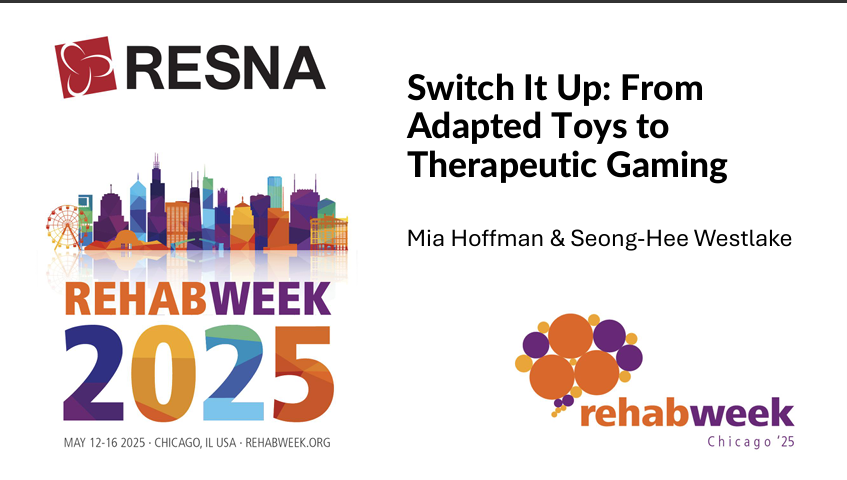 RESNA
REHABWEEK
2025
MAY 12-16 2025 · CHICAGO, IL USA · REHABWEEK.ORG
Switch It Up: From
Adapted Toys to
Therapeutic Gaming
Mia Hoffman & Seong-Hee Westlake
rehabweek
Chicago '25